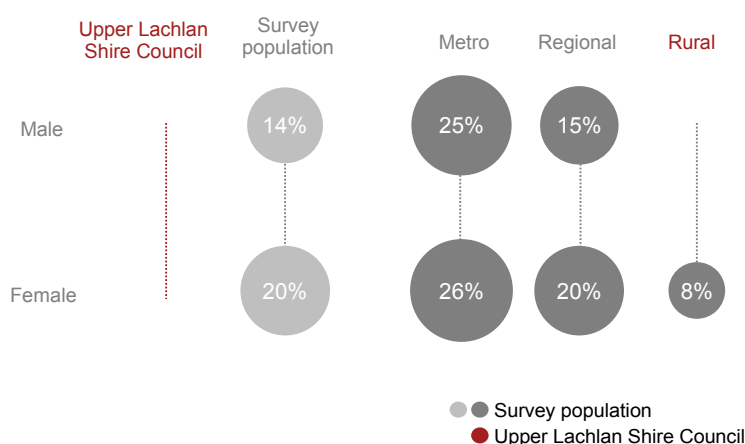 Upper Lachlan
Shire Council
Survey
population
Metro
Regional
Rural
Male
14%
25%
15%
Female
20%
26%
20%
8%
Survey population
Upper Lachlan Shire Council